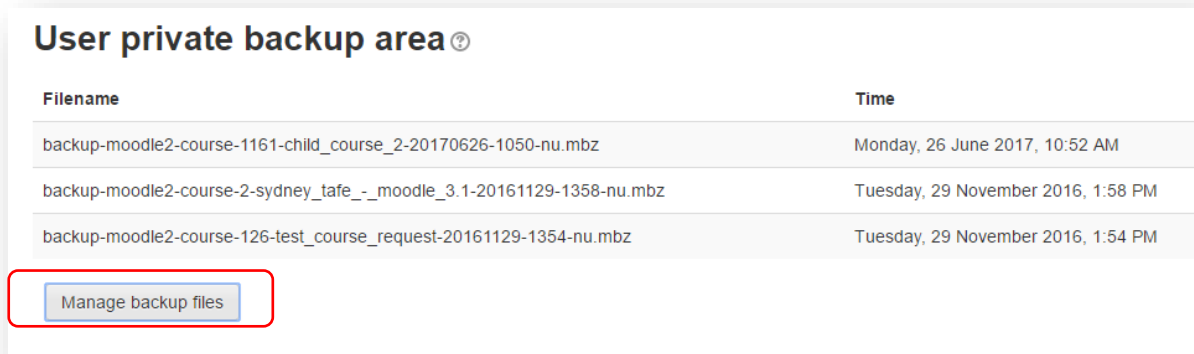 User private backup area
Filename Time
backup-moodle2-course-1161-child_course_2-20170626-1050-nu.mbz Monday, 26 June 2017, 10:52 AM
backup-moodle2-course-2-sydney_tafe_-_moodle_3.1-20161129-1358-nu.mbz Tuesday, 29 November 2016, 1:58 PM
backup-moodle2-course-126-test_course_request-20161129-1354-nu.mbz Tuesday, 29 November 2016, 1:54 PM
Manage backup files